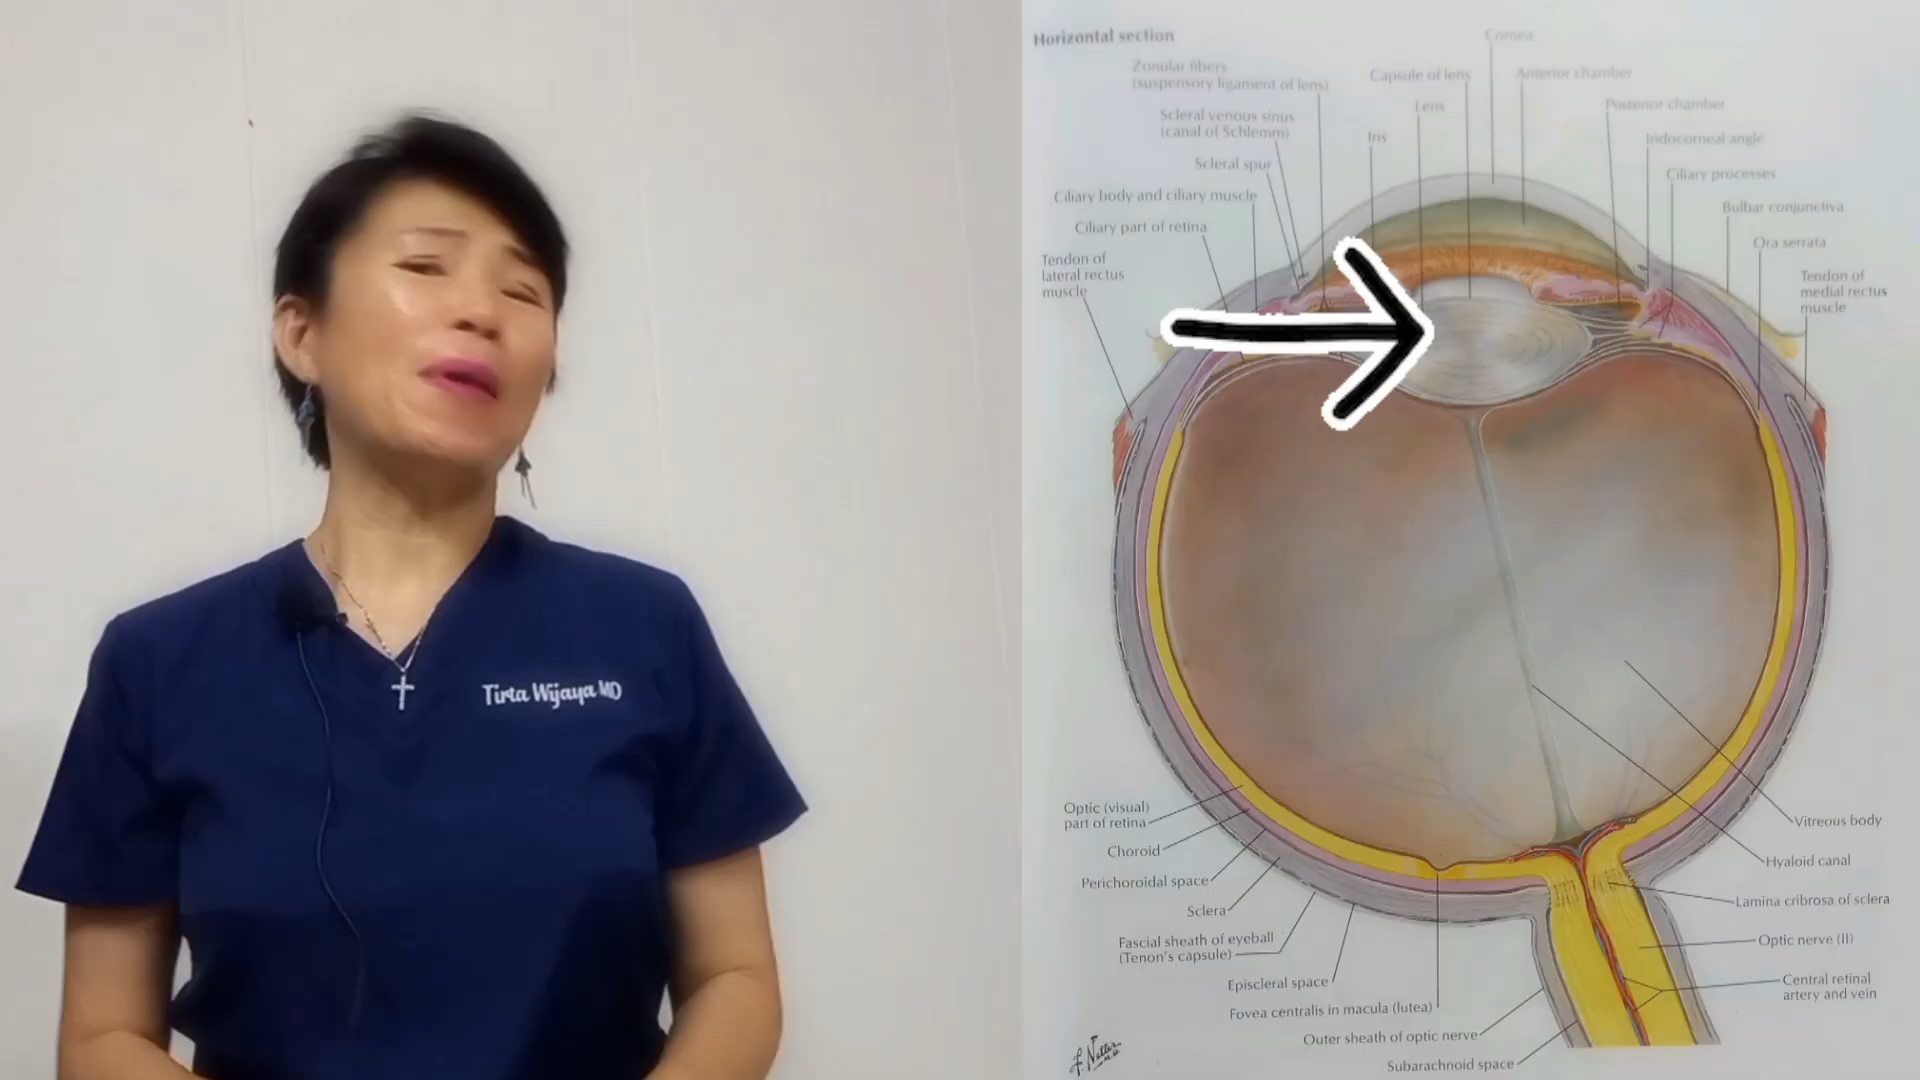 Tirta Wijaya MD
Horizontal section
Cornea
Zonular fibers
(suspensory ligament of lens)
Capsule of lens
Anterior chamber
Lens
Posterior chamber
Scleral venous sinus
(canal of Schlemm)
Iris
Iridocorneal angle
Scleral spur
Ciliary processes
Ciliary body and ciliary muscle
Bulbar conjunctiva
Ciliary part of retina
Ora serrata
Tendon of
lateral rectus
muscle
Tendon of
medial rectus
muscle
Optic (visual)
part of retina
Vitreous body
Choroid
Hyaloid canal
Perichoroidal space
Lamina cribrosa of sclera
Sclera
Fascial sheath of eyeball
(Tenon's capsule)
Optic nerve (II)
Episcleral space
Central retinal
artery and vein
Fovea centralis in macula (lutea)
Outer sheath of optic nerve
Subarachnoid space
F. Netter
M.D.